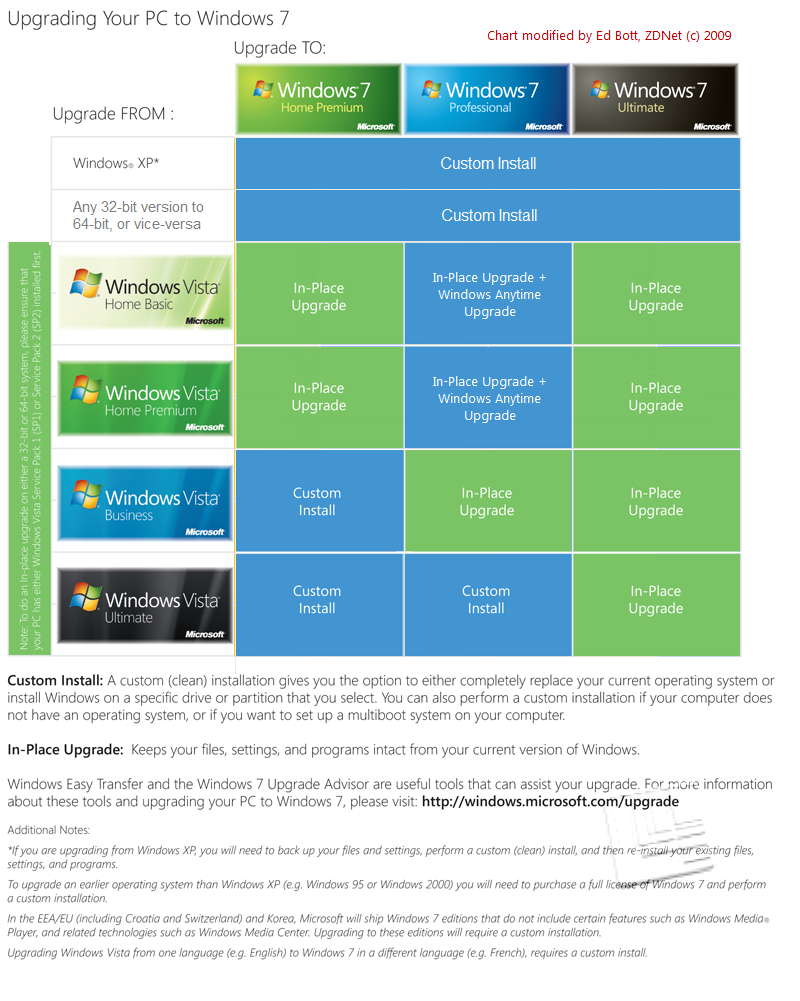 Upgrading Your PC to Windows 7
Chart modified by Ed Bott, ZDNet (c) 2009
Upgrade TO:
Upgrade FROM :
Windows®7
Home Premium
Microsoft®
Windows®7
Professional
Microsoft®
Windows®7
Ultimate
Microsoft®
Windows® XP*
Custom Install
Any 32-bit version to
64-bit, or vice-versa
Custom Install
Note: To do an in-place upgrade on either a 32-bit or 64-bit system, please ensure that
your PC has either Windows Vista Service Pack 1 (SP1) or Service Pack 2 (SP2) installed first.
Windows Vista®
Home Basic
Microsoft®
In-Place
Upgrade
In-Place Upgrade +
Windows Anytime
Upgrade
In-Place
Upgrade
Windows Vista®
Home Premium
Microsoft®
In-Place
Upgrade
In-Place Upgrade +
Windows Anytime
Upgrade
In-Place
Upgrade
Windows Vista®
Business
Microsoft®
Custom
Install
In-Place
Upgrade
In-Place
Upgrade
Windows Vista®
Ultimate
Microsoft®
Custom
Install
Custom
Install
In-Place
Upgrade
Custom Install: A custom (clean) installation gives you the option to either completely replace your current operating system or
install Windows on a specific drive or partition that you select. You can also perform a custom installation if your computer does
not have an operating system, or if you want to set up a multiboot system on your computer.
In-Place Upgrade: Keeps your files, settings, and programs intact from your current version of Windows.
Windows Easy Transfer and the Windows 7 Upgrade Advisor are useful tools that can assist your upgrade. For more information
about these tools and upgrading your PC to Windows 7, please visit: http://windows.microsoft.com/upgrade
Additional Notes:
*If you are upgrading from Windows XP, you will need to back up your files and settings, perform a custom (clean) install, and then re-install your existing files,
settings, and programs.
To upgrade an earlier operating system than Windows XP (e.g. Windows 95 or Windows 2000) you will need to purchase a full license of Windows 7 and perform
a custom installation.
In the EEA/EU (including Croatia and Switzerland) and Korea, Microsoft will ship Windows 7 editions that do not include certain features such as Windows Media®
Player, and related technologies such as Windows Media Center. Upgrading to these editions will require a custom installation.
Upgrading Windows Vista from one language (e.g. English) to Windows 7 in a different language (e.g. French), requires a custom install.